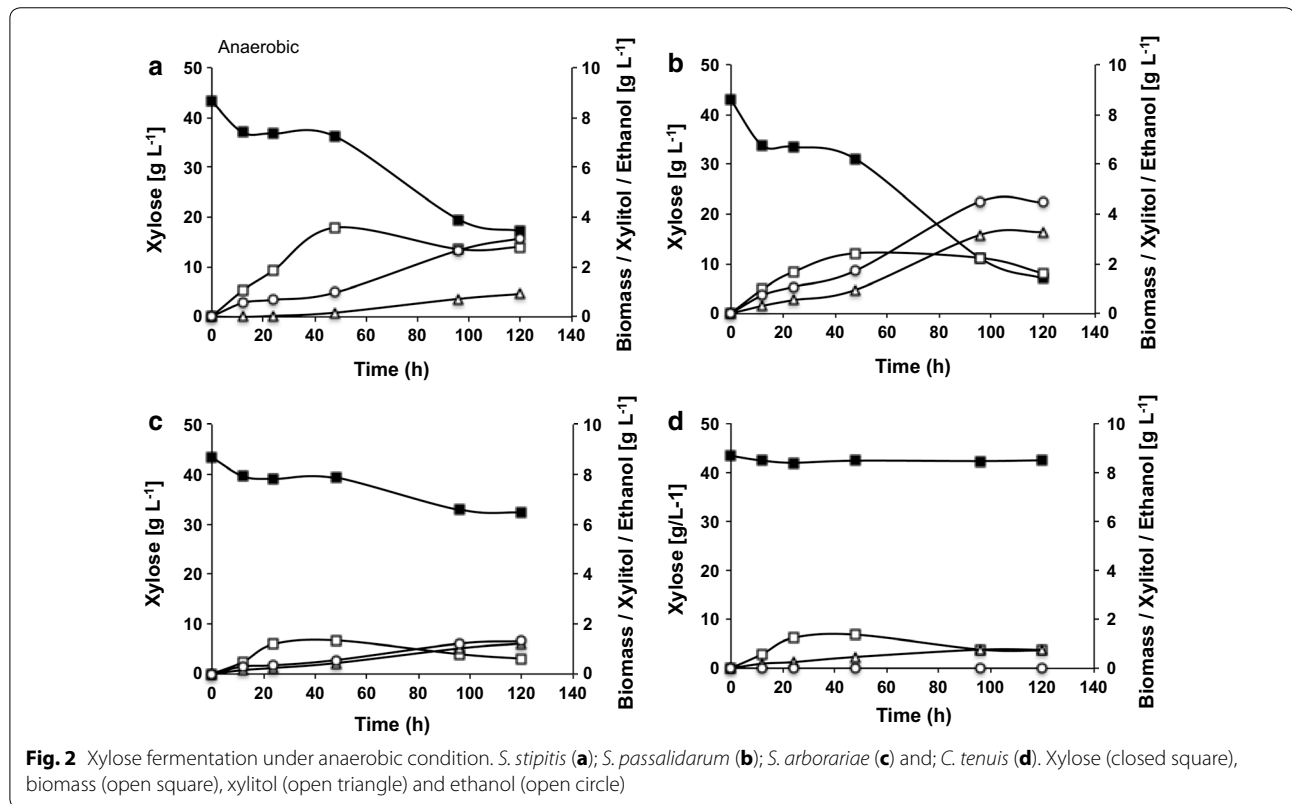 Anaerobic
a
50
40
30
20
10
0
Xylose [g L-1]
0 20 40 60 80 100 120 140
Time (h)
10
8
6
4
2
0
Biomass / Xylitol / Ethanol [g L-1]
b
50
40
30
20
10
0
Xylose [g L-1]
0 20 40 60 80 100 120 140
Time (h)
10
8
6
4
2
0
Biomass / Xylitol / Ethanol [g L-1]
c
50
40
30
20
10
0
Xylose [g L-1]
0 20 40 60 80 100 120 140
Time (h)
10
8
6
4
2
0
Biomass / Xylitol / Ethanol [g L-1]
d
50
40
30
20
10
0
Xylose [g/L-1]
0 20 40 60 80 100 120 140
Time (h)
10
8
6
4
2
0
Biomass / Xylitol / Ethanol [g L-1]
Fig. 2 Xylose fermentation under anaerobic condition. S. stipitis (a); S. passalidarum (b); S. arborariae (c) and; C. tenuis (d). Xylose (closed square),
biomass (open square), xylitol (open triangle) and ethanol (open circle)